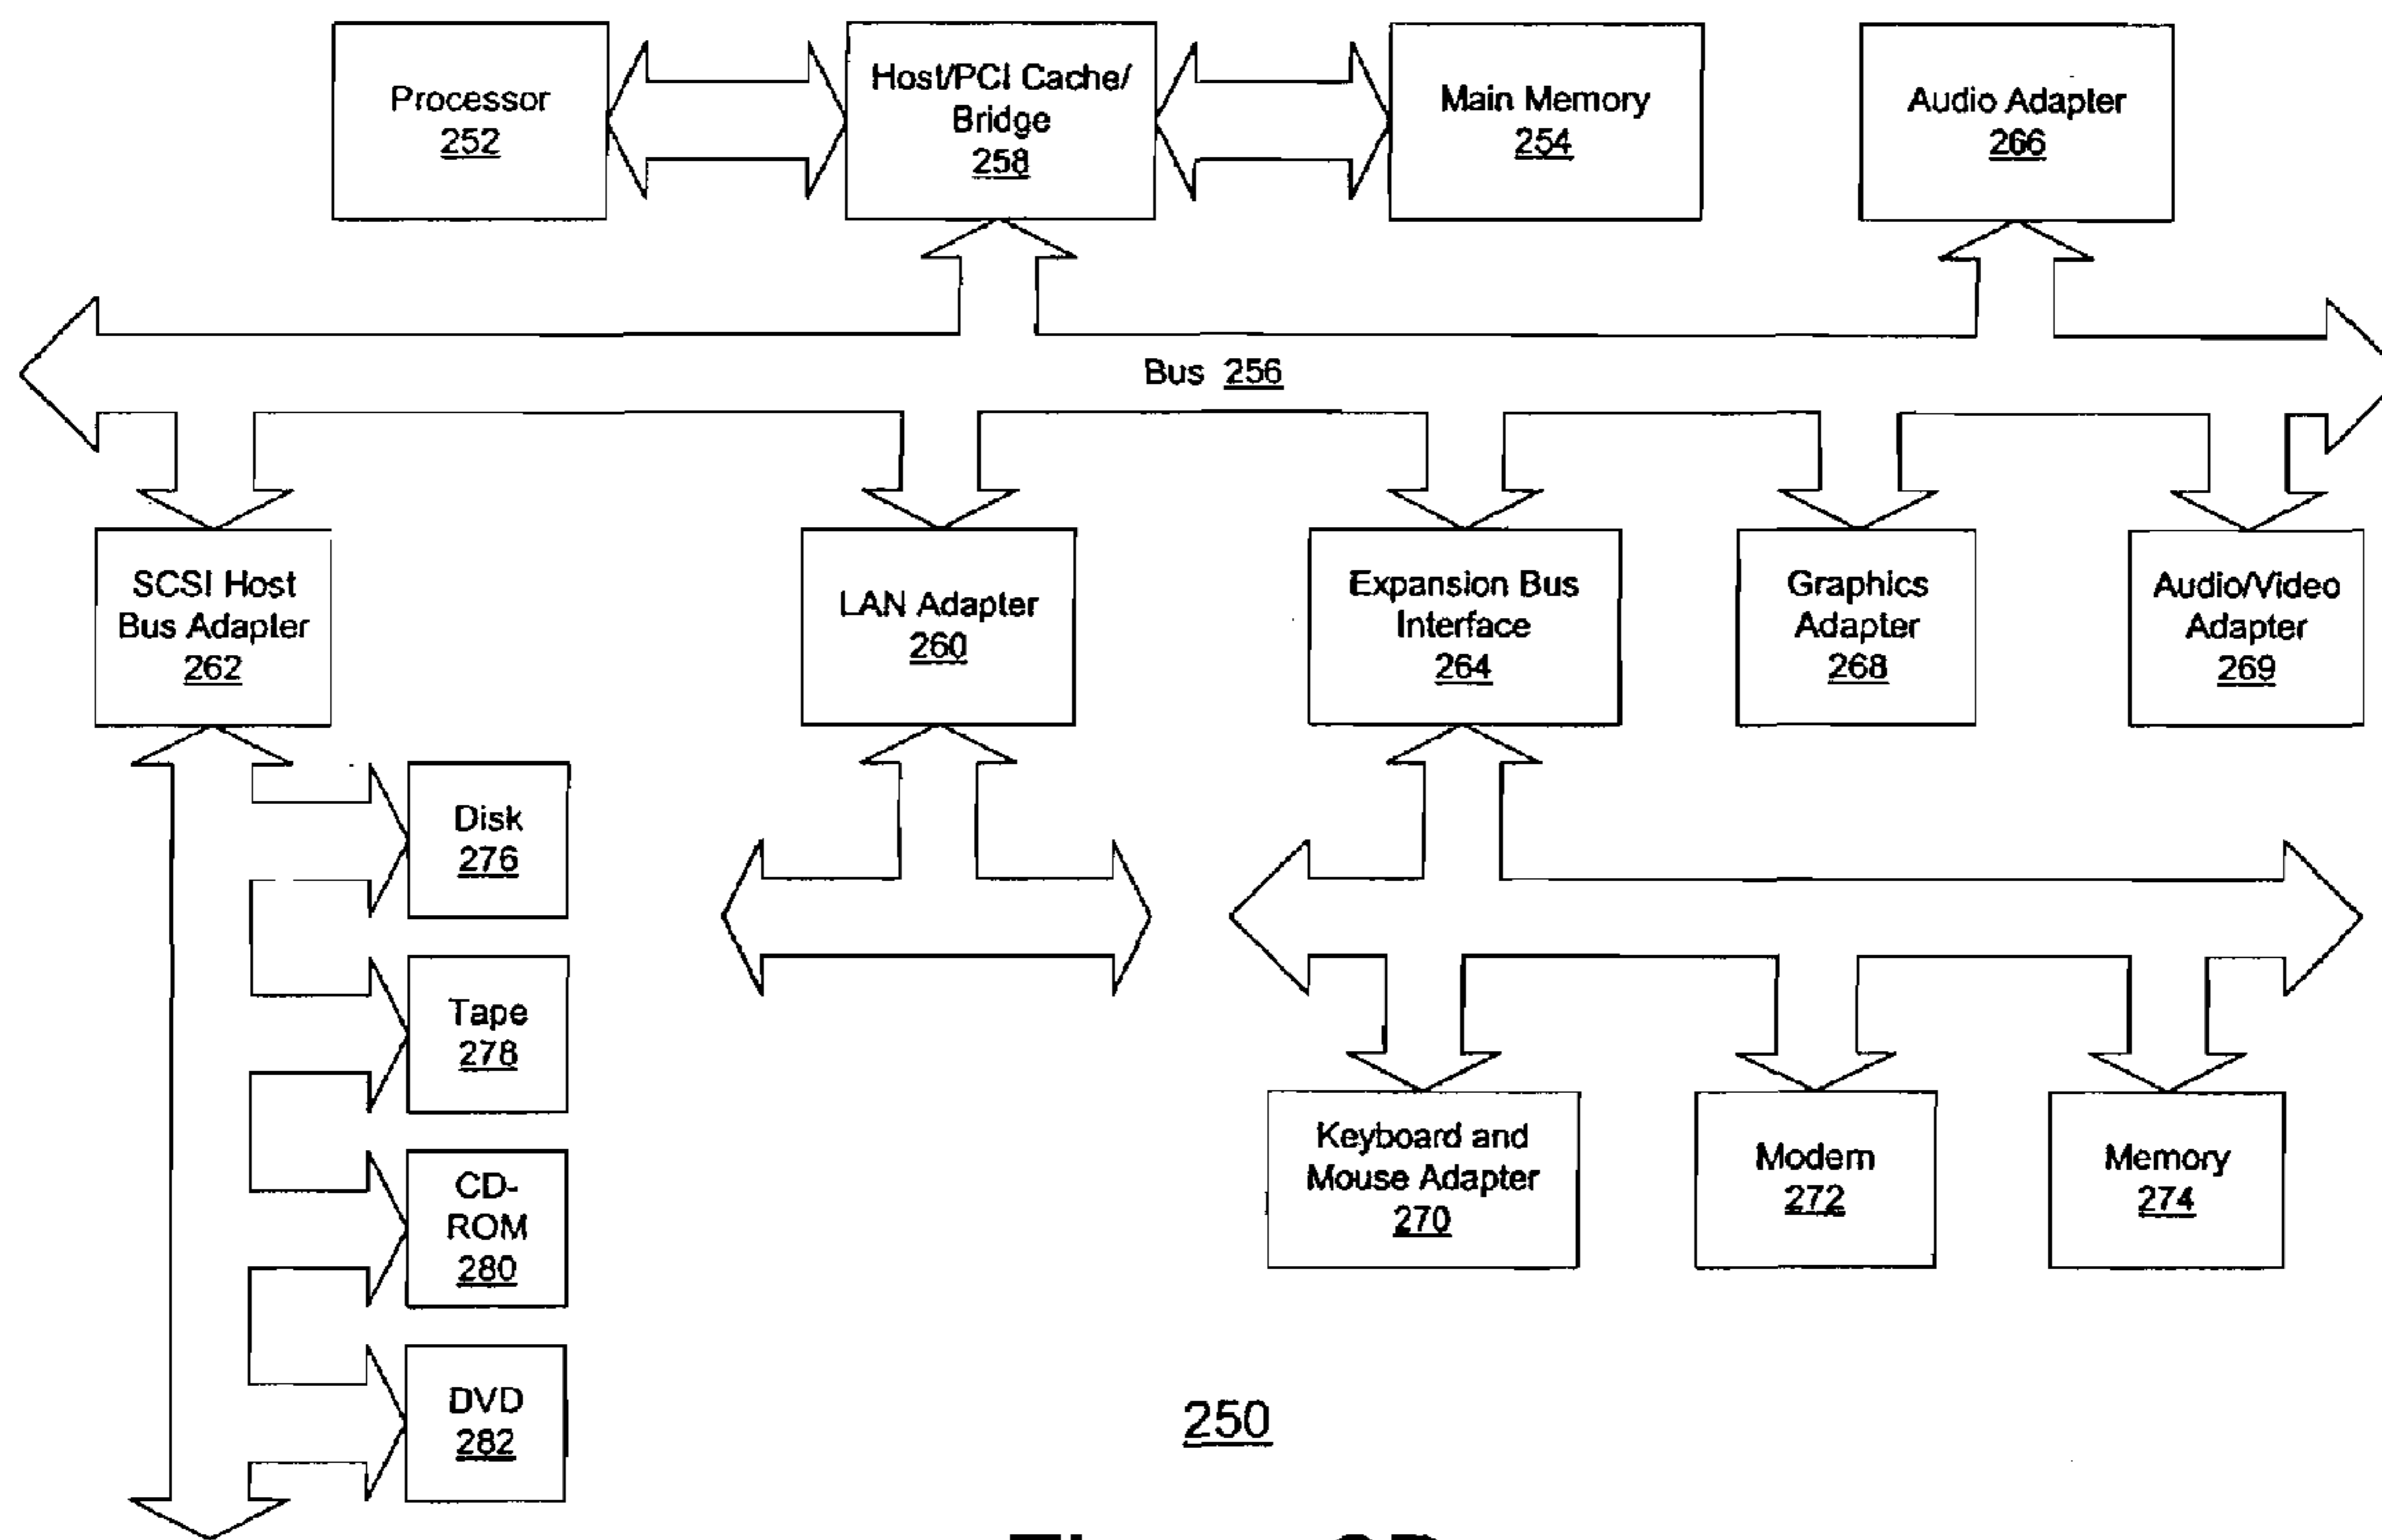 Processor
252
Host/PCI Cache/
Bridge
258
Main Memory
254
Audio Adapter
266
Bus 256
SCSI Host
Bus Adapter
262
LAN Adapter
260
Expansion Bus
Interface
264
Graphics
Adapter
268
Audio/Video
Adapter
269
Disk
276
Tape
278
CD-
ROM
280
DVD
282
Keyboard and
Mouse Adapter
270
Modem
272
Memory
274
250